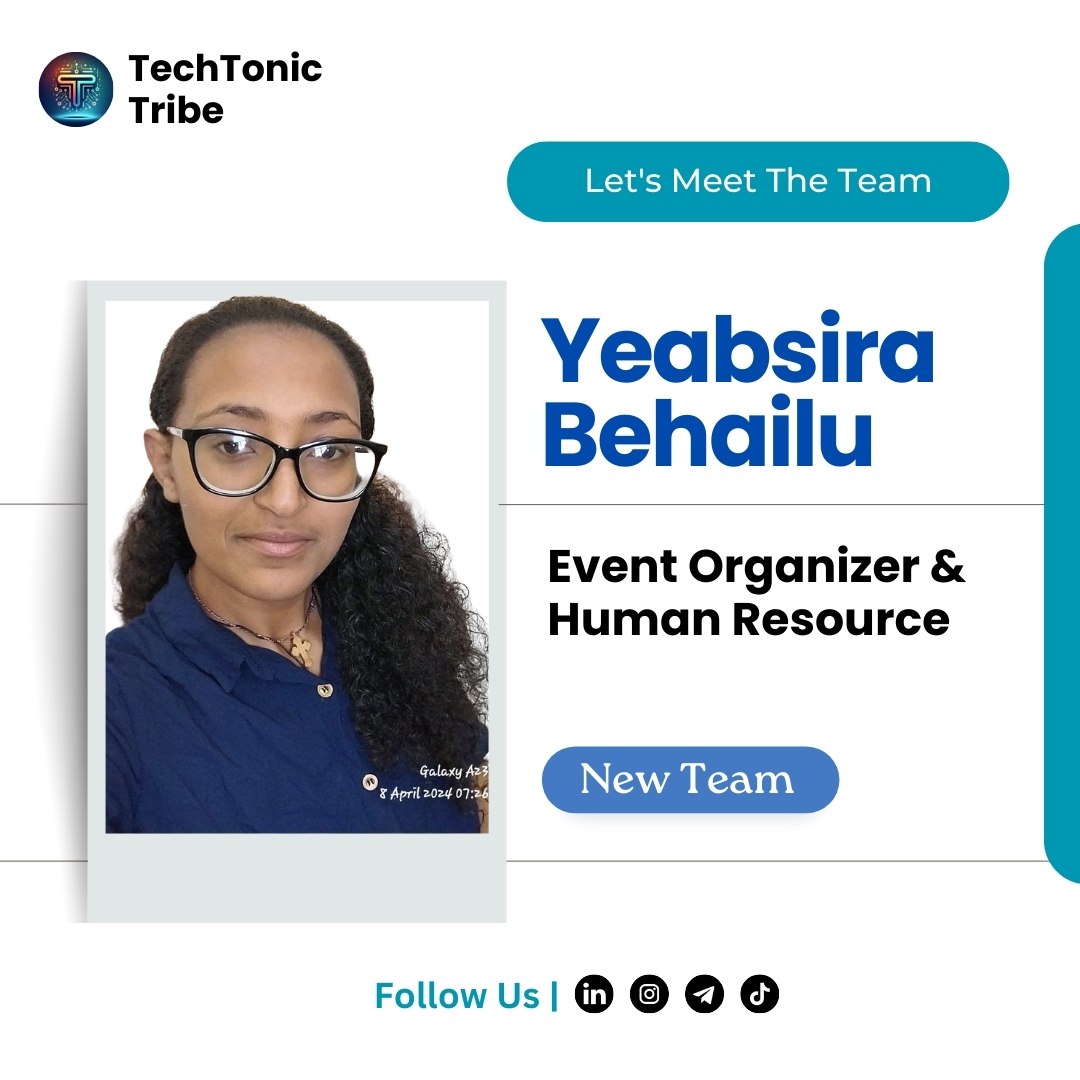 TechTonic
Tribe
Let's Meet The Team
Yeabsira
Behailu
Event Organizer &
Human Resource
Galaxy A23
8 April 2024 07:26
New Team
Follow Us |